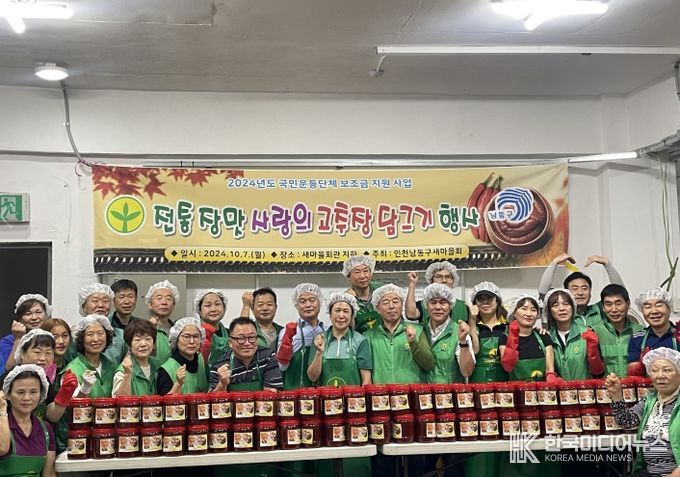 2024년도 국민운동단체 보조금 지원 사업
전통 장맛 사랑의 고추장 담그기 행사
남동구
◆ 일시 : 2024.10.7.(월) ◆ 장소 : 새마을회관 지하 ◆ 주최 : 인천남동구새마을회
한국미디어뉴스
KOREA MEDIA NEWS